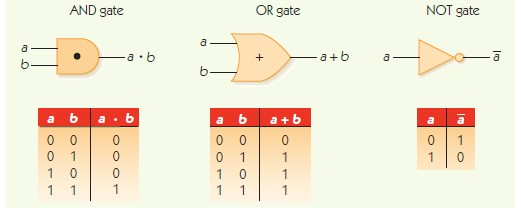 AND gate
a
b
•
a • b
a b a • b
0 0 0
0 1 0
1 0 0
1 1 1
OR gate
a
b
+
a + b
a b a + b
0 0 0
0 1 1
1 0 1
1 1 1
NOT gate
a
a̅
a a̅
0 1
1 0